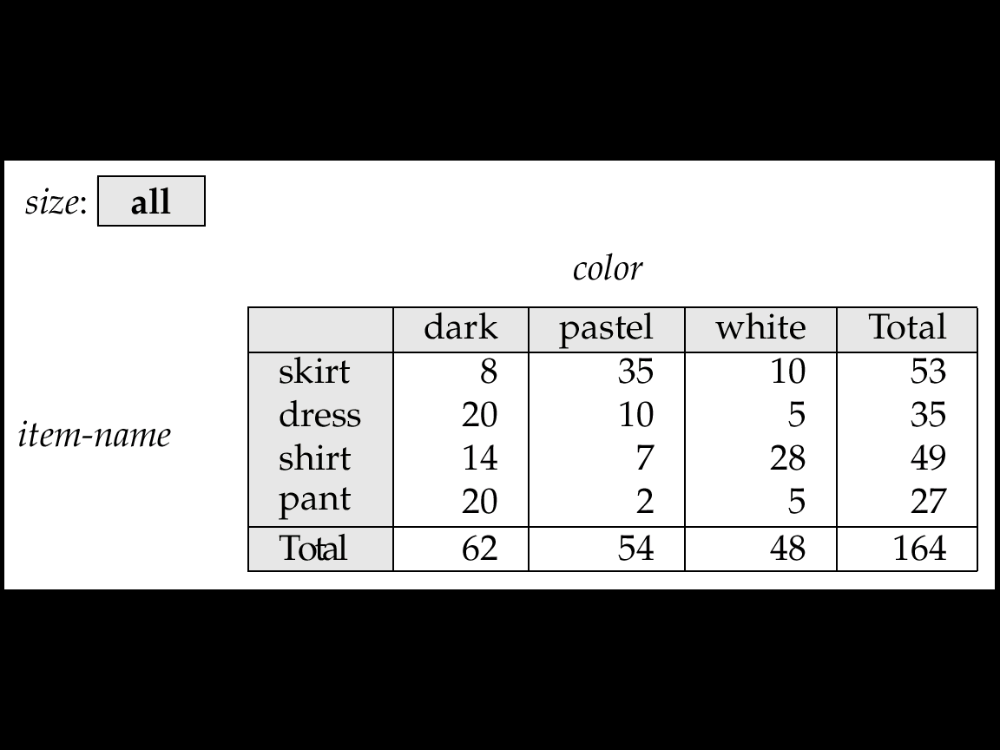 size: all
color
dark pastel white Total
skirt 8 35 10 53
dress 20 10 5 35
item-name
shirt 14 7 28 49
pant 20 2 5 27
Total 62 54 48 164